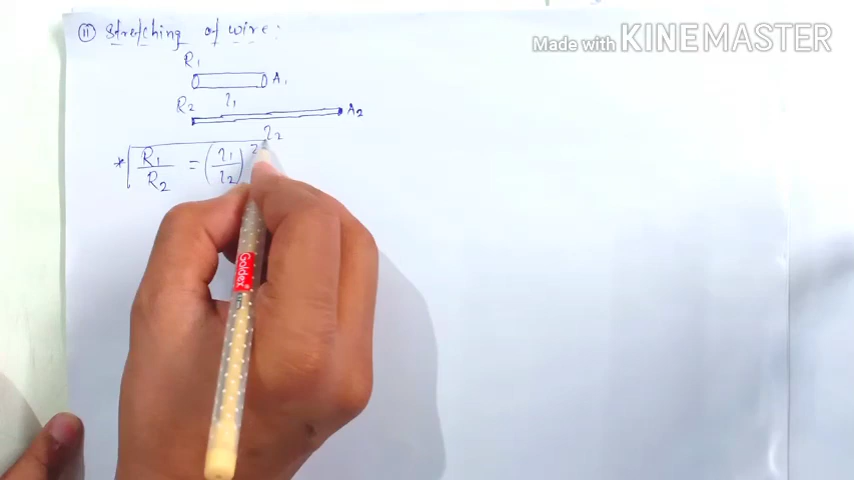 Made with KINEMASTER
(ii) Stretching of wire:
R1
A1
l1
R2
A2
l2
* R1/R2 = (l1/l2)^2
Goldex